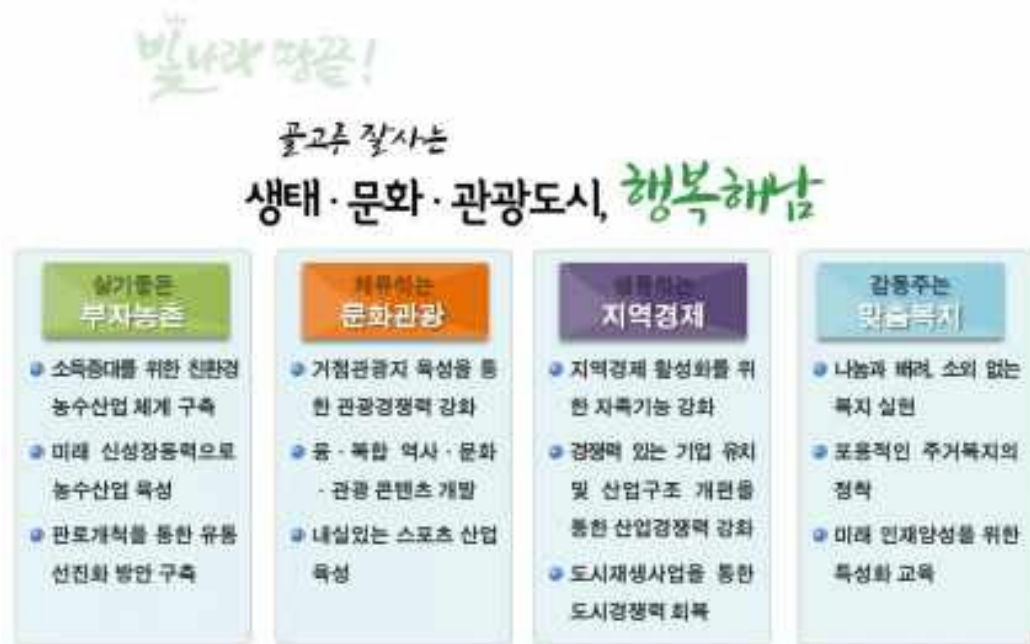 빛나라 땅끝!
골고루 잘사는
생태·문화·관광도시, 행복해남
살기좋은
부자농촌
소득증대를 위한 친환경
농수산업 체계 구축
미래 신성장동력으로
농수산업 육성
판로개척을 통한 유통
선진화 방안 구축
체류하는
문화관광
거점관광지 육성을 통
한 관광경쟁력 강화
융·복합 역사·문화
·관광 콘텐츠 개발
내실있는 스포츠 산업
육성
지역경제
지역경제 활성화를 위
한 자족기능 강화
경쟁력 있는 기업 유치
및 산업구조 개편을
통한 산업경쟁력 강화
도시재생사업을 통한
도시경쟁력 회복
감동주는
맞춤복지
나눔과 배려, 소외 없는
복지 실현
포용적인 주거복지의
정착
미래 인재양성을 위한
특성화 교육